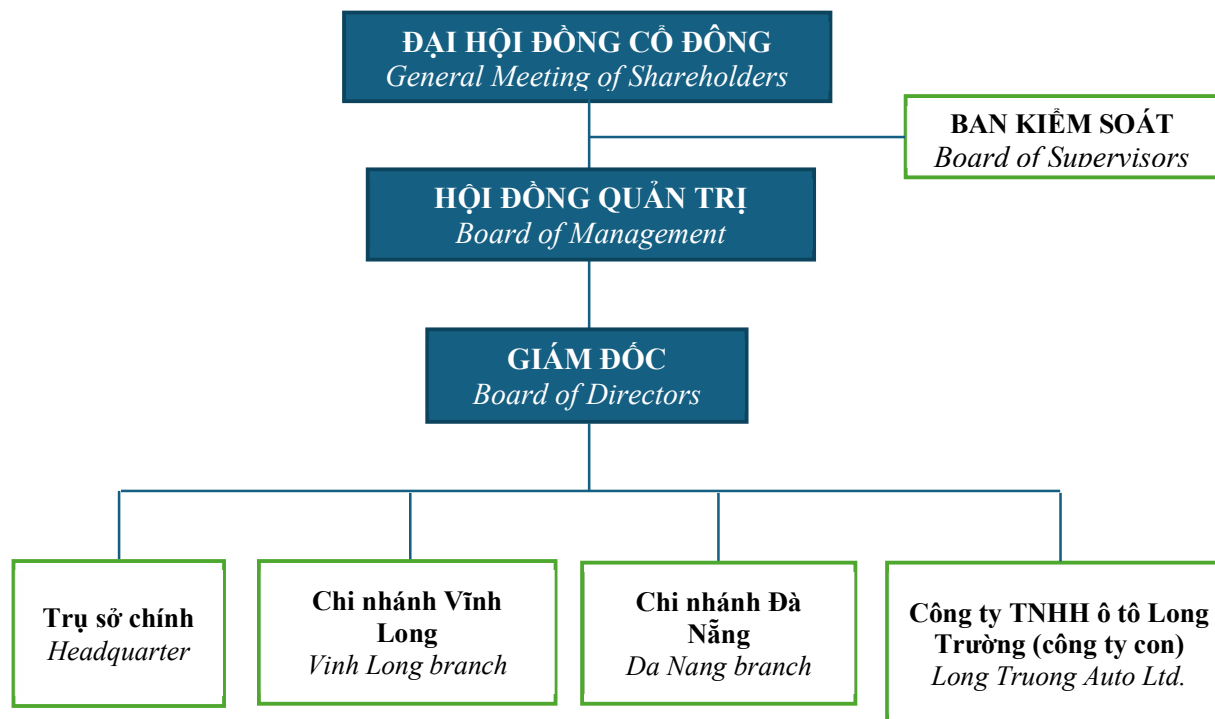 ĐẠI HỘI ĐỒNG CỔ ĐÔNG
General Meeting of Shareholders
BAN KIỂM SOÁT
Board of Supervisors
HỘI ĐỒNG QUẢN TRỊ
Board of Management
GIÁM ĐỐC
Board of Directors
Trụ sở chính
Headquarter
Chi nhánh Vĩnh
Long
Vinh Long branch
Chi nhánh Đà
Nẵng
Da Nang branch
Công ty TNHH ô tô Long
Trường (công ty con)
Long Truong Auto Ltd.